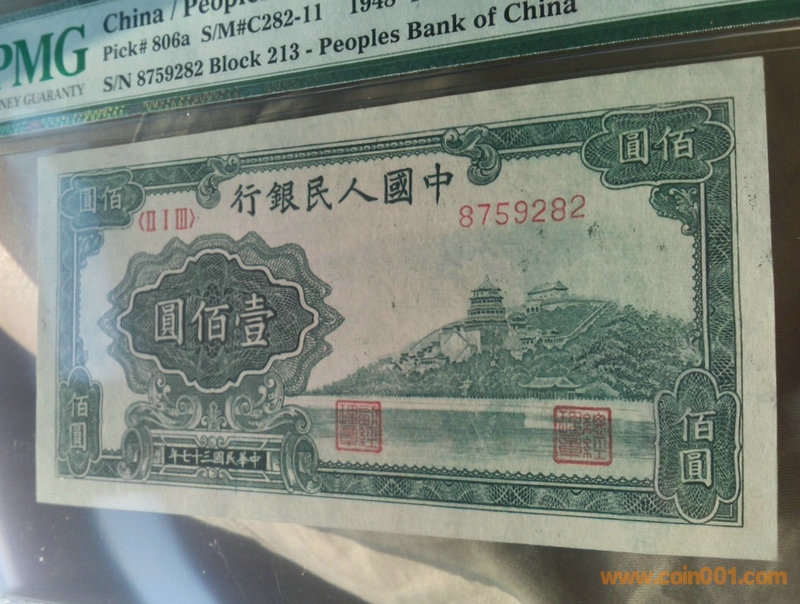 PMG
MONEY GUARANTY
China / Peoples
Pick# 806a S/M#C282-11 1948
S/N 8759282 Block 213 - Peoples Bank of China
行銀民人國中
圓佰
圓佰
〈II I III〉
8759282
圓佰壹
佰圓
佰圓
年七十三國民華中
www.coin001.com